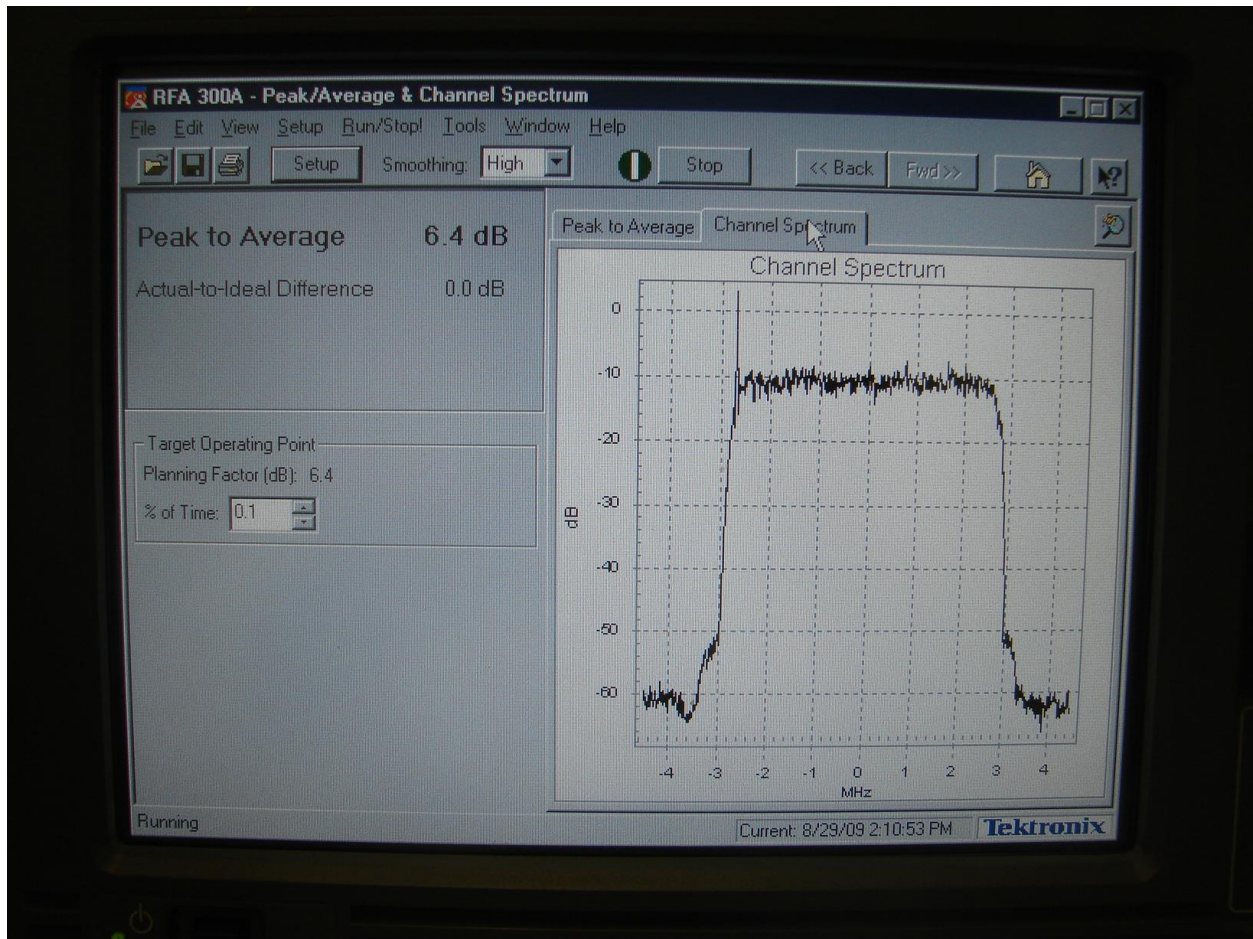 RFA 300A - Peak/Average & Channel Spectrum
File Edit View Setup Run/Stop! Tools Window Help
Setup Smoothing: High Stop << Back Fwd >> ?
Peak to Average 6.4 dB
Actual-to-Ideal Difference 0.0 dB
Target Operating Point
Planning Factor (dB): 6.4
% of Time: 0.1
Peak to Average Channel Spectrum
Channel Spectrum
0
-10
-20
-30
dB
-40
-50
-60
-4 -3 -2 -1 0 1 2 3 4
MHz
Running Current: 8/29/09 2:10:53 PM Tektronix